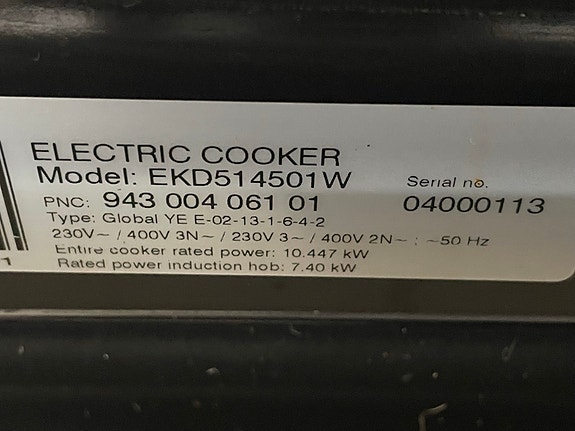 ELECTRIC COOKER
Model: EKD514501W
Serial no.
PNC: 943 004 061 01
04000113
Type: Global YE E-02-13-1-6-4-2
230V~ / 400V 3N~ / 230V 3~ / 400V 2N~ : ~50 Hz
Entire cooker rated power: 10.447 kW
Rated power induction hob: 7.40 kW
1